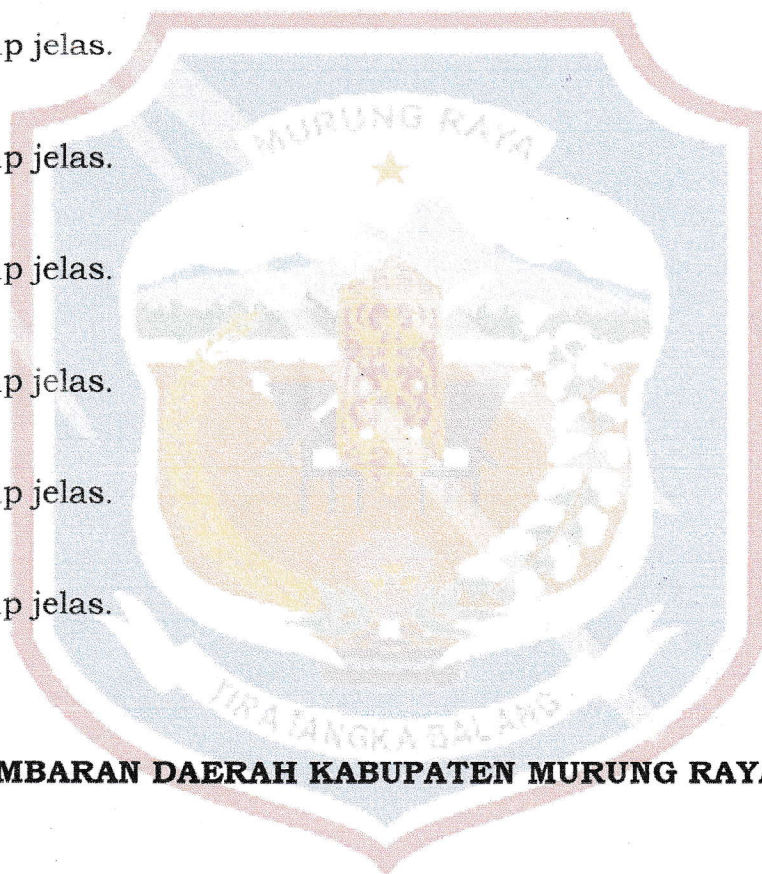 p jelas.
MURUNG RAYA
p jelas.
p jelas.
p jelas.
p jelas.
p jelas.
TIRA TANGKA BALANG
MBARAN DAERAH KABUPATEN MURUNG RAYA